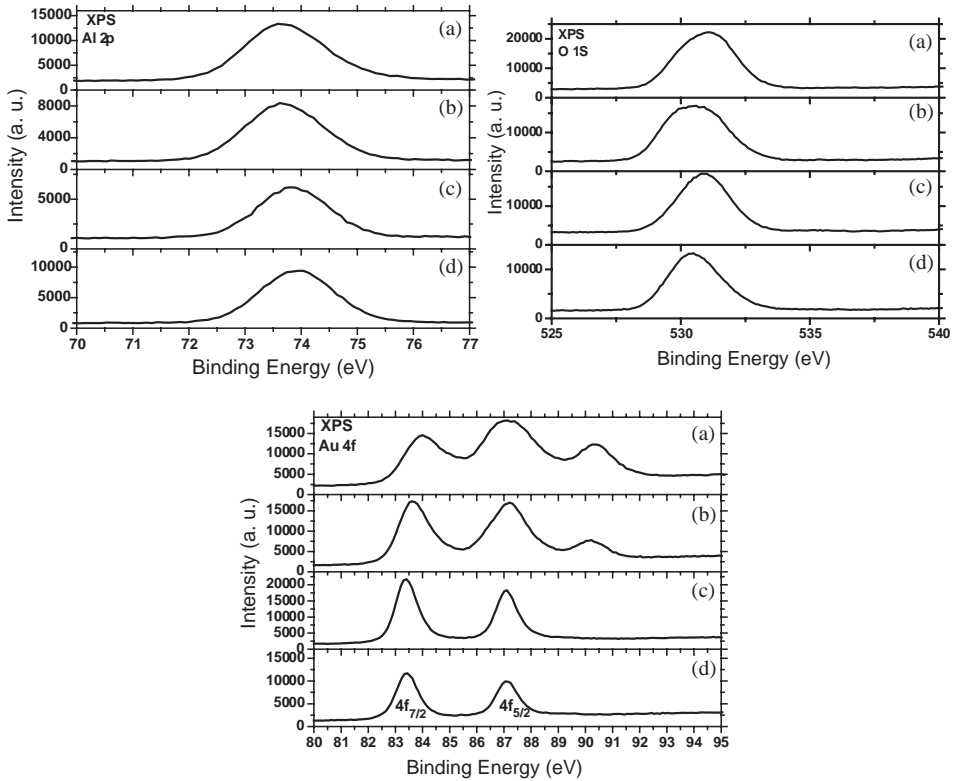 XPS
Al 2p
(a)
15000
12500
10000
7500
5000
2500
0
(b)
8000
4000
0
(c)
5000
0
(d)
10000
5000
0
70 71 72 73 74 75 76 77
Binding Energy (eV)
Intensity (a. u.)
XPS
O 1S
(a)
20000
10000
0
(b)
10000
0
(c)
10000
0
(d)
10000
0
525 530 535 540
Binding Energy (eV)
Intensity (a. u.)
XPS
Au 4f
(a)
15000
10000
5000
0
(b)
15000
10000
5000
0
(c)
20000
15000
10000
5000
0
(d)
15000
10000
5000
0
4f7/2
4f5/2
80 81 82 83 84 85 86 87 88 89 90 91 92 93 94 95
Binding Energy (eV)
Intensity (a. u.)